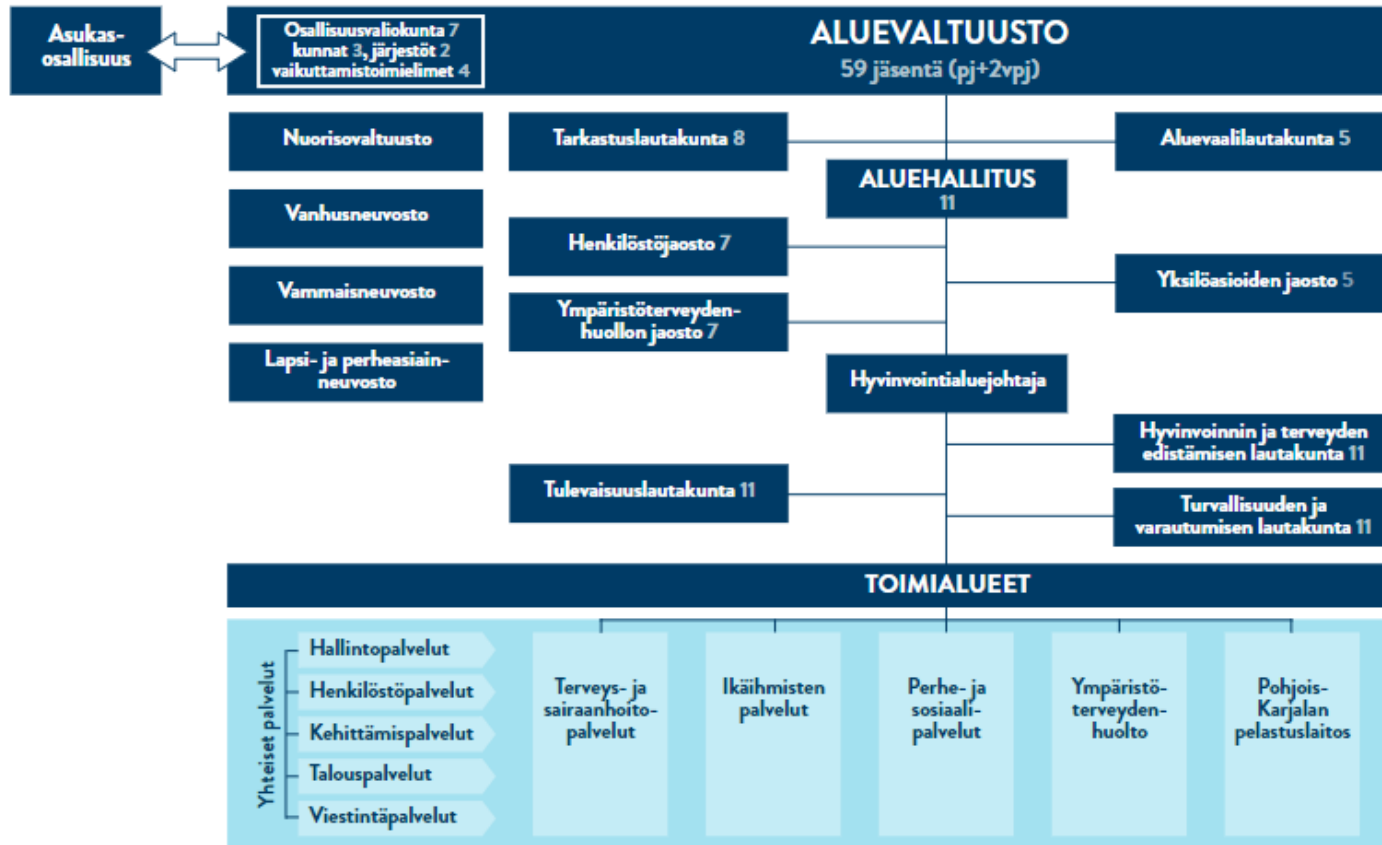 Asukas-
osallisuus
Osallisuusvaliokunta 7
kunnat 3, järjestöt 2
vaikuttamistoimielimet 4
ALUEVALTUUSTO
59 jäsentä (pj+2vpj)
Nuorisovaltuusto
Tarkastuslautakunta 8
Aluevaalilautakunta 5
ALUEHALLITUS
11
Vanhusneuvosto
Henkilöstöjaosto 7
Vammaisneuvosto
Yksilöasioiden jaosto 5
Ympäristöterveyden-
huollon jaosto 7
Lapsi- ja perheasiain-
neuvosto
Hyvinvointialuejohtaja
Hyvinvoinnin ja terveyden
edistämisen lautakunta 11
Tulevaisuuslautakunta 11
Turvallisuuden ja
varautumisen lautakunta 11
TOIMIALUEET
Yhteiset palvelut
Hallintopalvelut
Henkilöstöpalvelut
Kehittämispalvelut
Talouspalvelut
Viestintäpalvelut
Terveys- ja
sairaanhoito-
palvelut
Ikäihmisten
palvelut
Perhe- ja
sosiaali-
palvelut
Ympäristö-
terveyden-
huolto
Pohjois-
Karjalan
pelastuslaitos